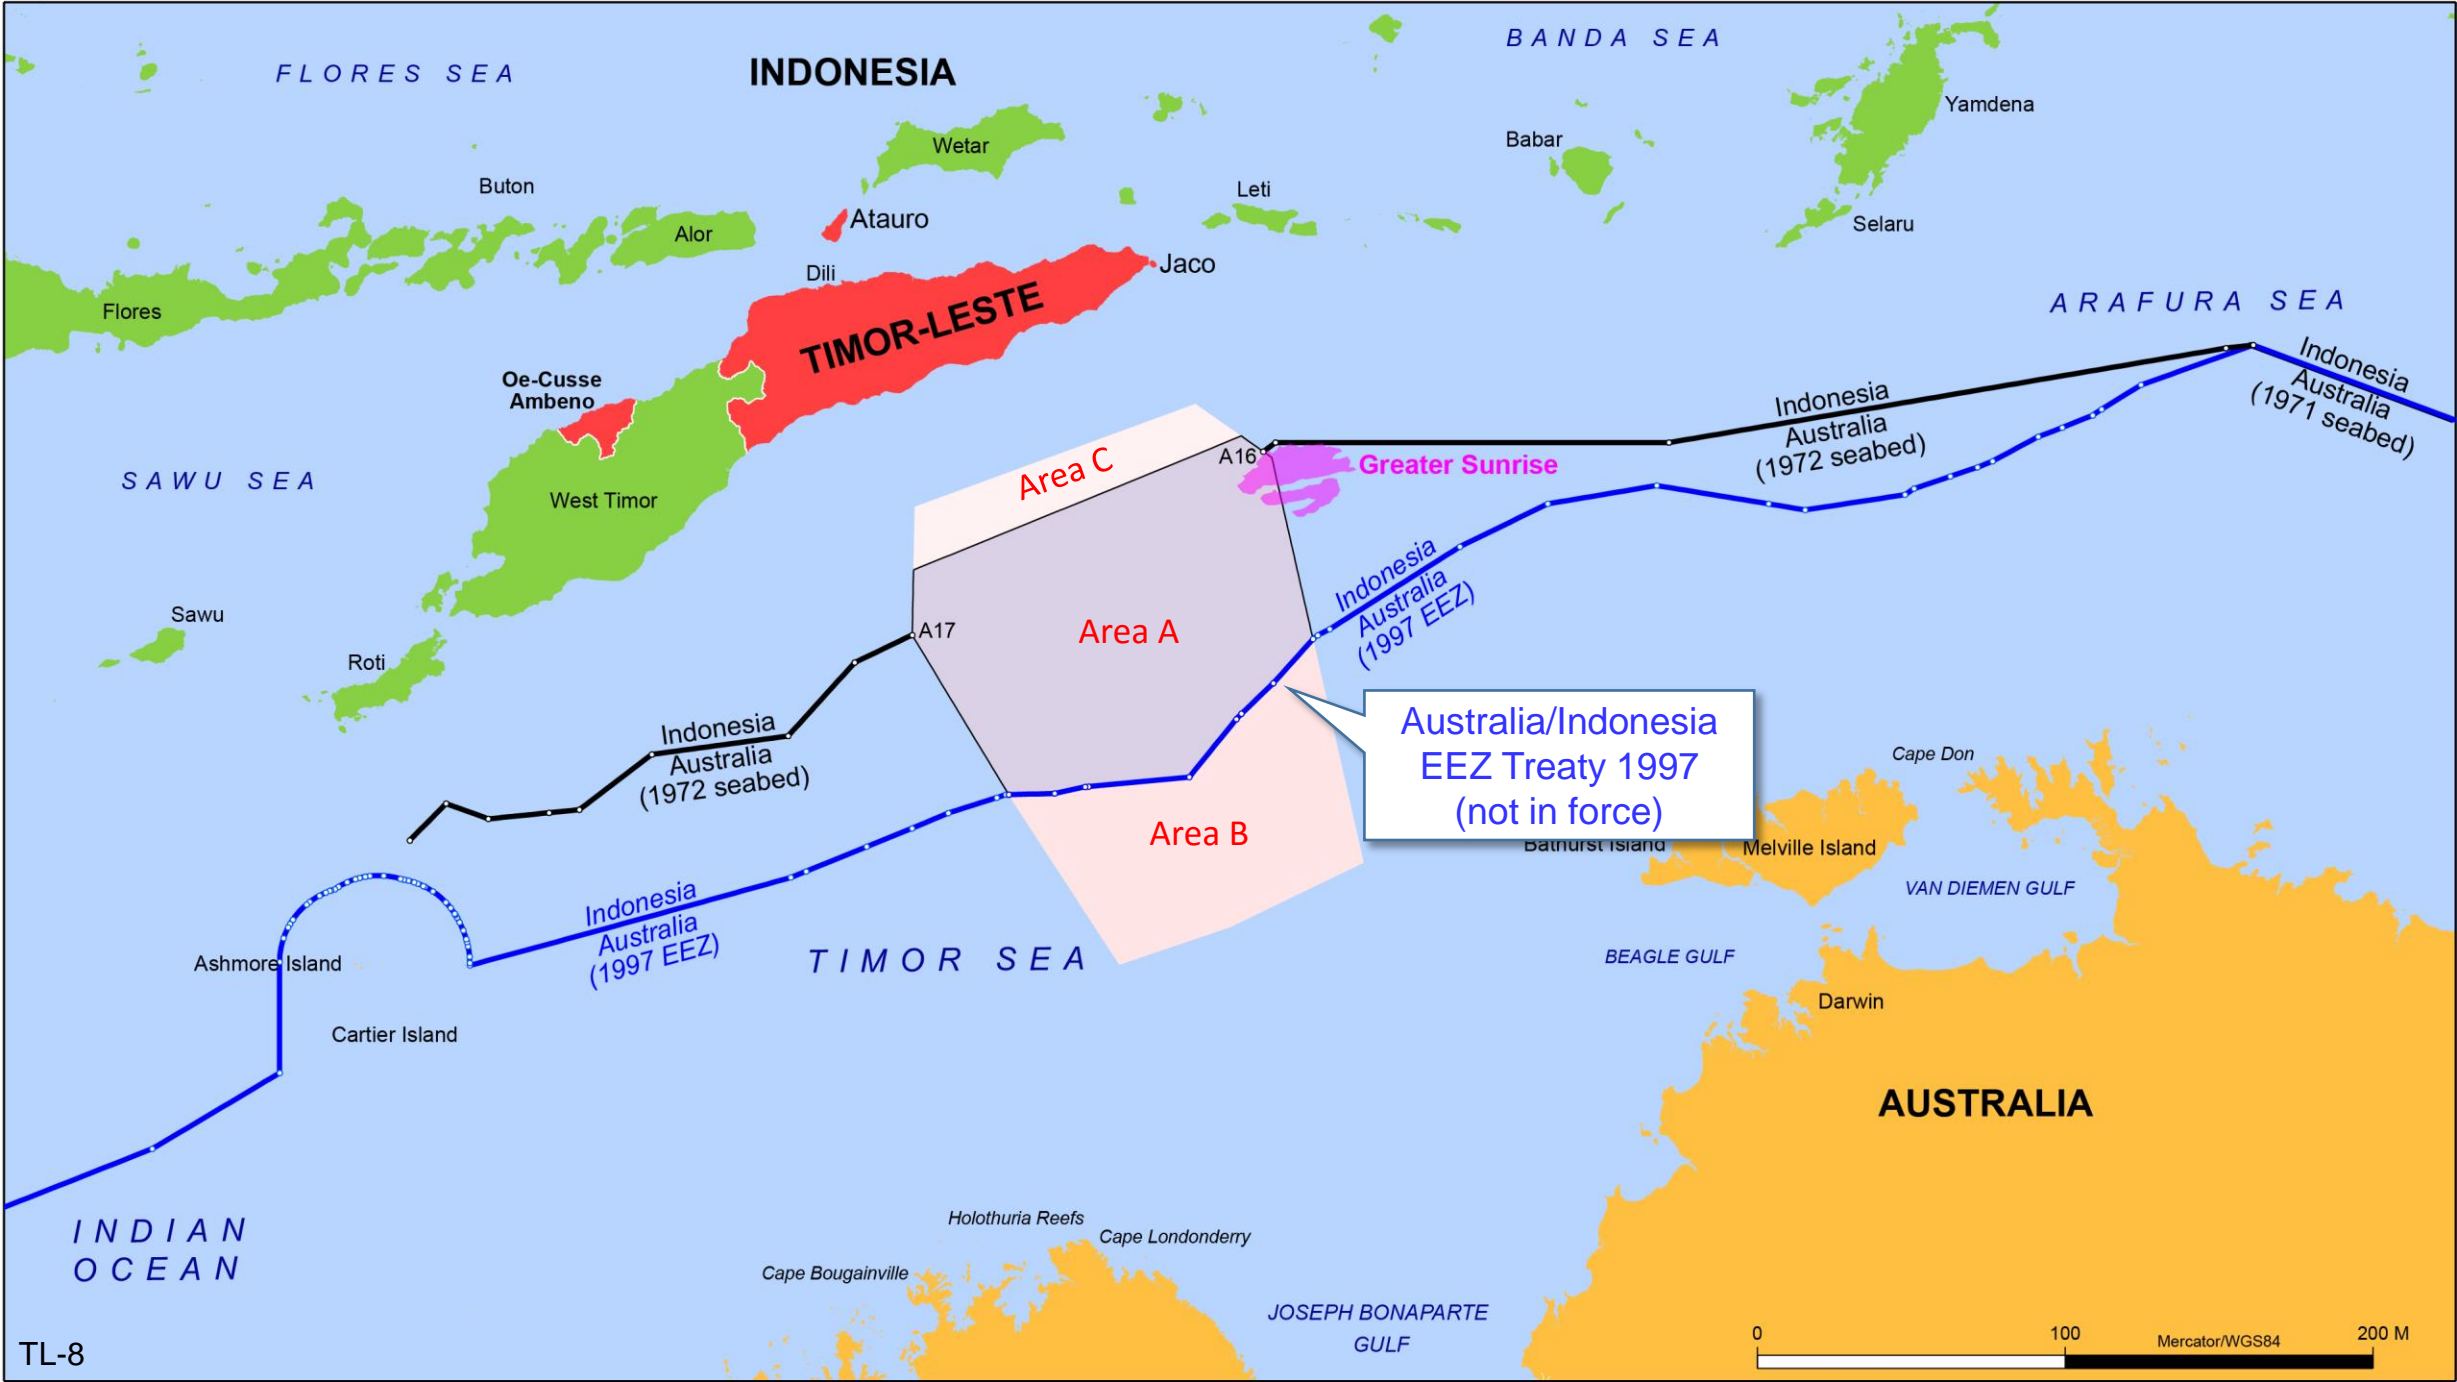 FLORES SEA
INDONESIA
BANDA SEA
Yamdena
Babar
Wetar
Buton
Leti
Atauro
Alor
Selaru
Jaco
Dili
Flores
TIMOR-LESTE
ARAFURA SEA
Indonesia
Australia
(1971 seabed)
Oe-Cusse
Ambeno
Indonesia
Australia
(1972 seabed)
SAWU SEA
West Timor
Area C
A16
Greater Sunrise
Indonesia
Australia
(1997 EEZ)
Sawu
A17
Area A
Roti
Indonesia
Australia
(1972 seabed)
Australia/Indonesia
EEZ Treaty 1997
(not in force)
Cape Don
Area B
Bathurst Island
Melville Island
VAN DIEMEN GULF
Indonesia
Australia
(1997 EEZ)
TIMOR SEA
BEAGLE GULF
Ashmore Island
Darwin
Cartier Island
AUSTRALIA
INDIAN
OCEAN
Holothuria Reefs
Cape Londonderry
Cape Bougainville
JOSEPH BONAPARTE
GULF
0 100 200 M
Mercator/WGS84
TL-8